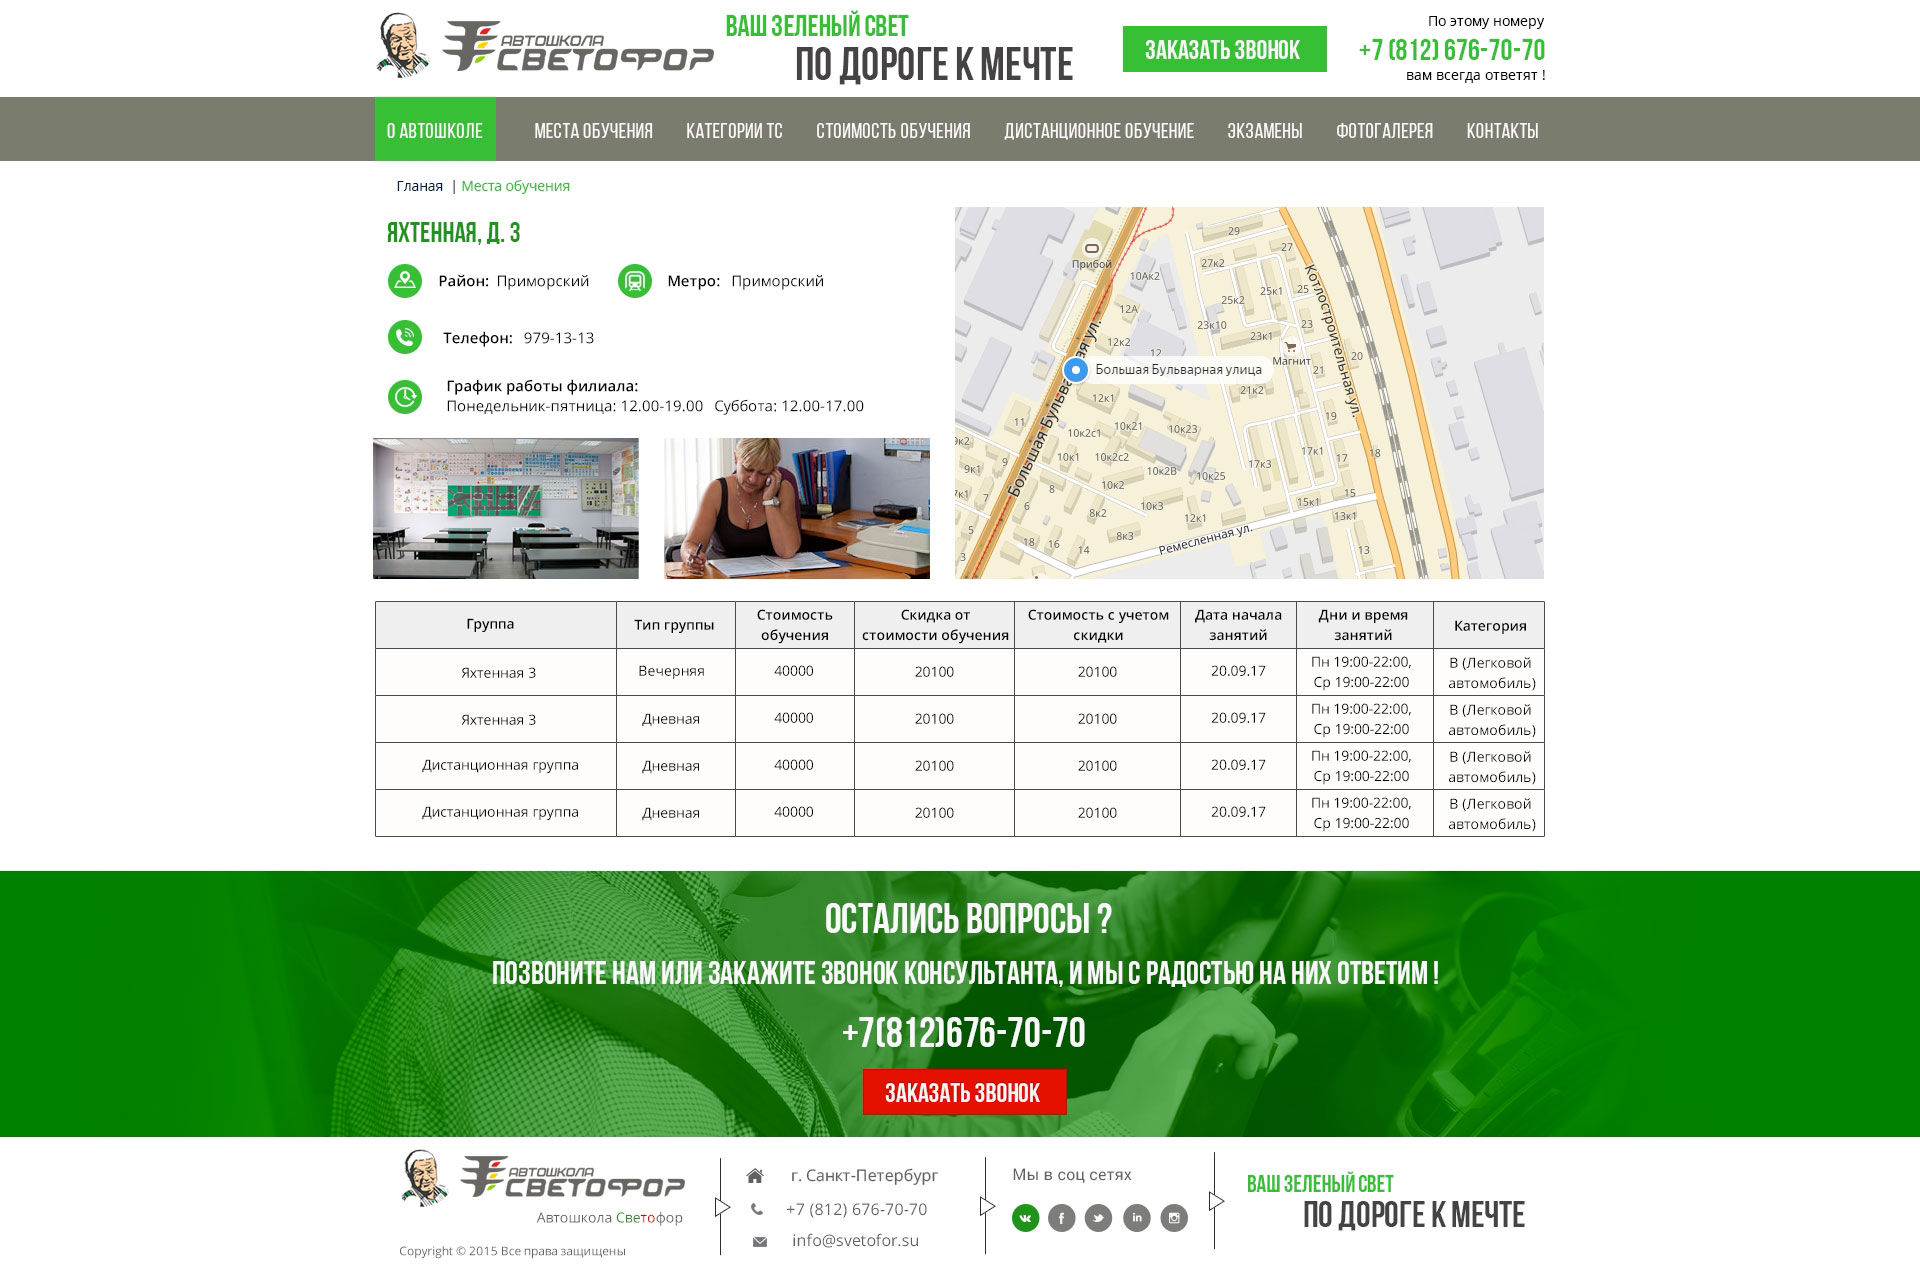 АВТОШКОЛА
СВЕТОФОР
ВАШ ЗЕЛЕНЫЙ СВЕТ
ПО ДОРОГЕ К МЕЧТЕ
ЗАКАЗАТЬ ЗВОНОК
По этому номеру
+7 (812) 676-70-70
вам всегда ответят !
О АВТОШКОЛЕ МЕСТА ОБУЧЕНИЯ КАТЕГОРИИ ТС СТОИМОСТЬ ОБУЧЕНИЯ ДИСТАНЦИОННОЕ ОБУЧЕНИЕ ЭКЗАМЕНЫ ФОТОГАЛЕРЕЯ КОНТАКТЫ
Гланая | Места обучения
ЯХТЕННАЯ, Д. 3
Район: Приморский Метро: Приморский
Телефон: 979-13-13
График работы филиала:
Понедельник-пятница: 12.00-19.00 Суббота: 12.00-17.00
29
27
Прибой
27к2
10Ак2
Котлостроительная ул.
25к1
25
25к2
12А
23к10
23
23к1
12к2
12
Магнит
20
21
Большая Бульварная улица
Большая Бульварная ул.
21к2
12к1
19
11
10к21
10к23
10к2с1
9к2
17к1
17
18
9
10к1
10к2с2
17к3
9к1
10к2В
10к25
8
10к2
7к1
7
15
15к1
6
10к3
8к2
12к1
13к1
5
Ремесленная ул.
8к3
18
16
14
13
3
Группа Тип группы Стоимость обучения Скидка от стоимости обучения Стоимость с учетом скидки Дата начала занятий Дни и время занятий Категория
Яхтенная 3 Вечерняя 40000 20100 20100 20.09.17 Пн 19:00-22:00, Ср 19:00-22:00 В (Легковой автомобиль)
Яхтенная 3 Дневная 40000 20100 20100 20.09.17 Пн 19:00-22:00, Ср 19:00-22:00 В (Легковой автомобиль)
Дистанционная группа Дневная 40000 20100 20100 20.09.17 Пн 19:00-22:00, Ср 19:00-22:00 В (Легковой автомобиль)
Дистанционная группа Дневная 40000 20100 20100 20.09.17 Пн 19:00-22:00, Ср 19:00-22:00 В (Легковой автомобиль)
ОСТАЛИСЬ ВОПРОСЫ ?
ПОЗВОНИТЕ НАМ ИЛИ ЗАКАЖИТЕ ЗВОНОК КОНСУЛЬТАНТА, И МЫ С РАДОСТЬЮ НА НИХ ОТВЕТИМ !
+7(812)676-70-70
ЗАКАЗАТЬ ЗВОНОК
АВТОШКОЛА
СВЕТОФОР
Автошкола Светофор
Copyright © 2015 Все права защищены
г. Санкт-Петербург
+7 (812) 676-70-70
info@svetofor.su
Мы в соц сетях
ВАШ ЗЕЛЕНЫЙ СВЕТ
ПО ДОРОГЕ К МЕЧТЕ